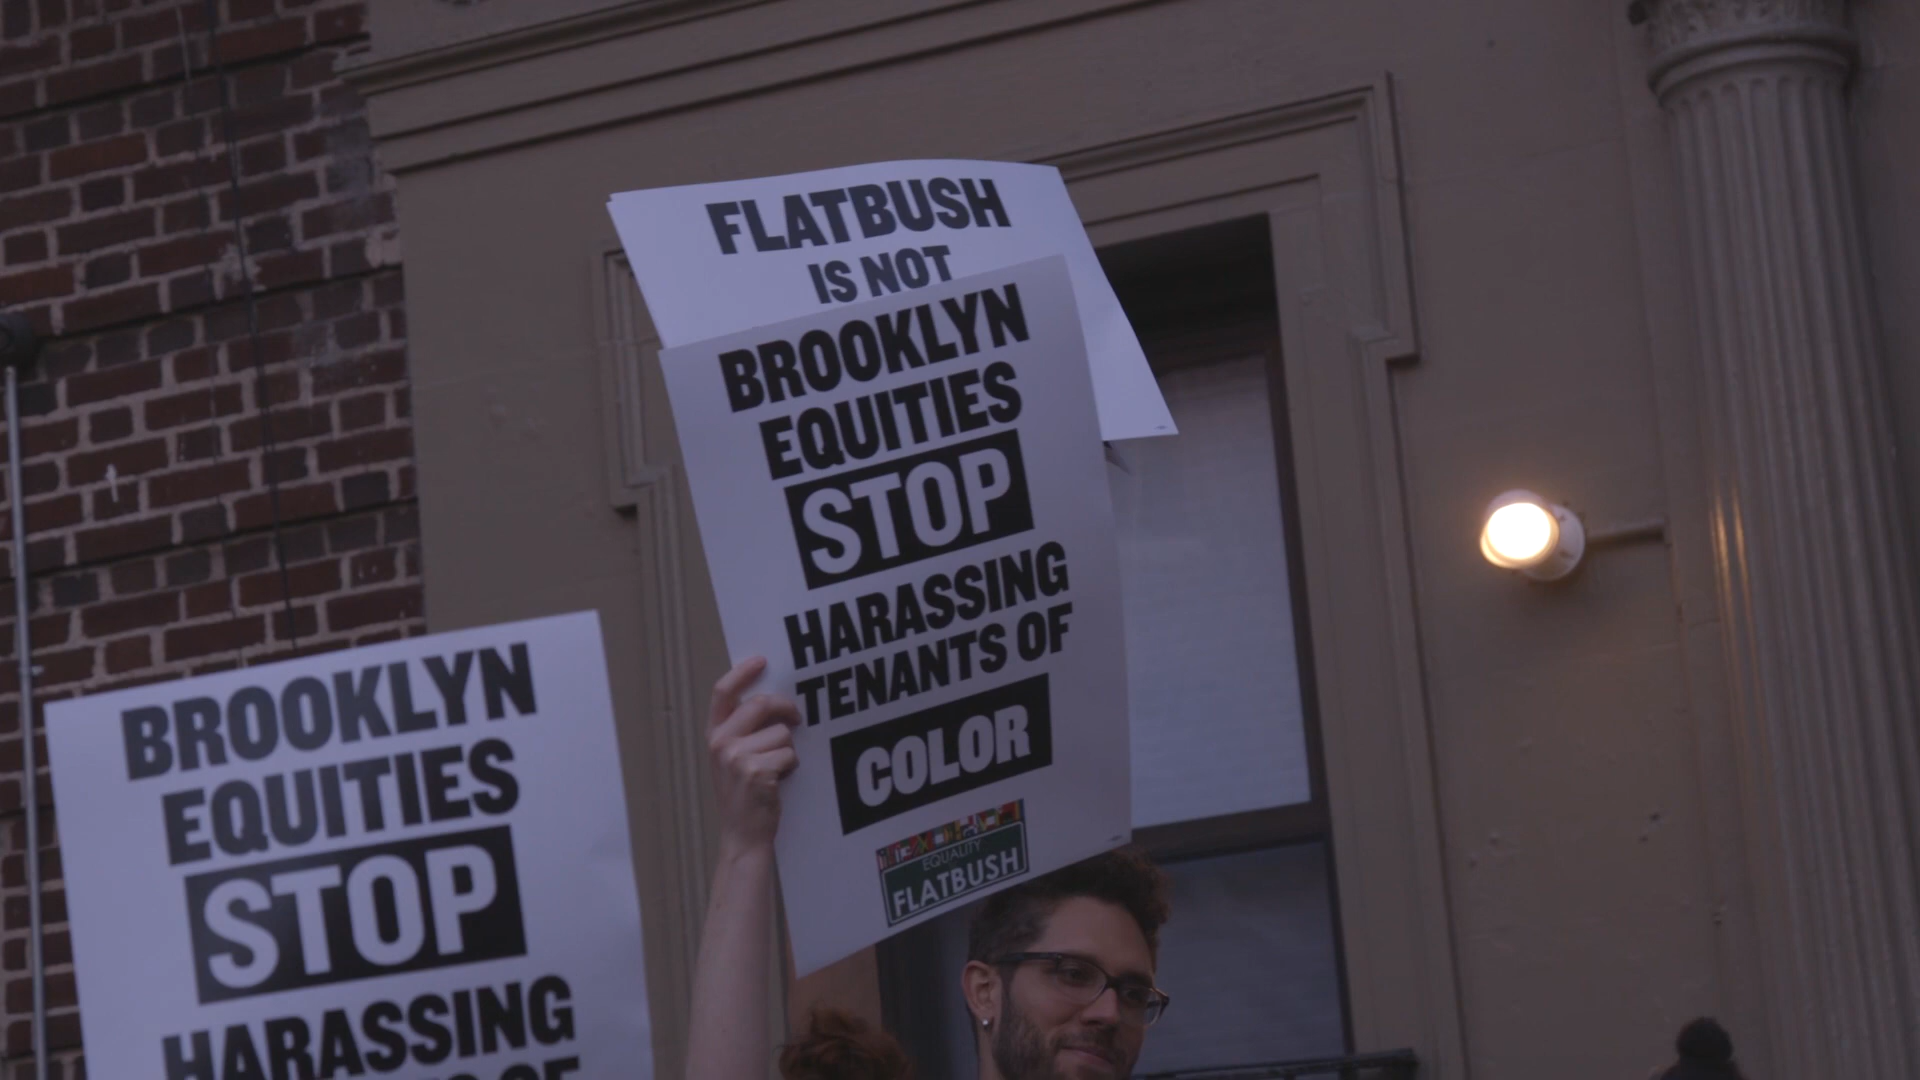 FLATBUSH
IS NOT
BROOKLYN
EQUITIES
STOP
HARASSING
TENANTS OF
COLOR
EQUALITY
FLATBUSH
BROOKLYN
EQUITIES
STOP
HARASSING